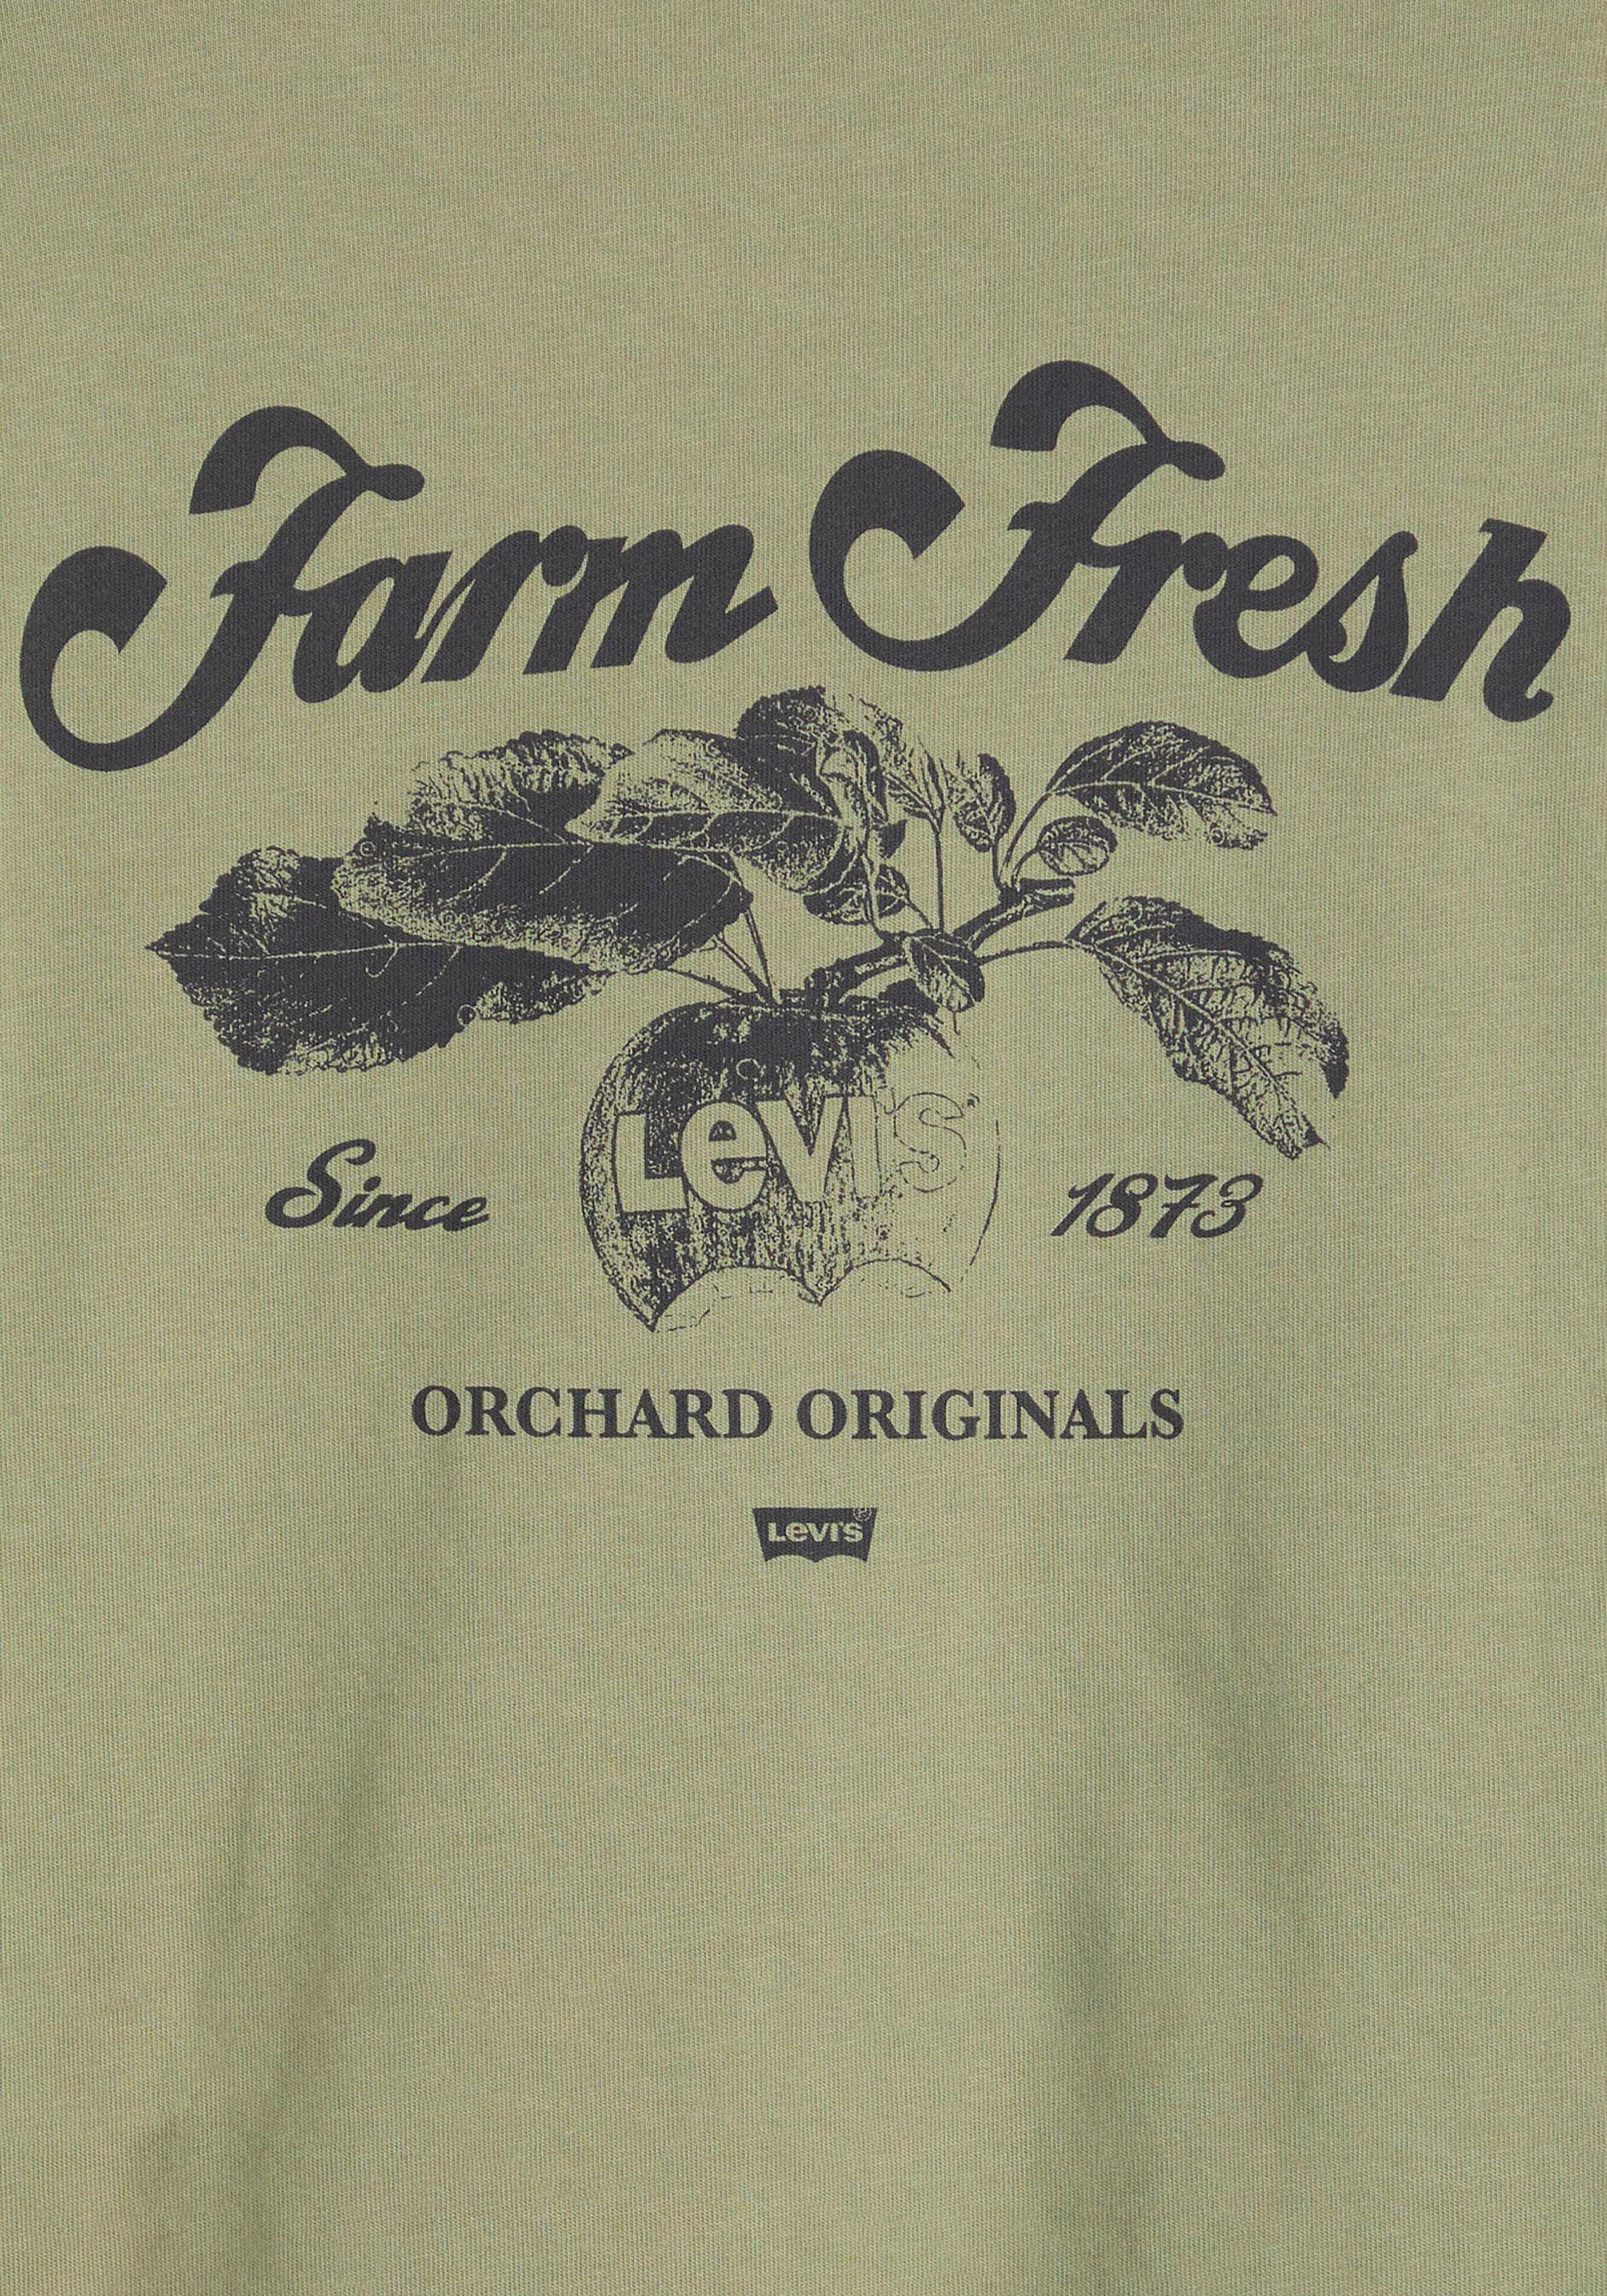 Farm Fresh
Levi's
Since 1873
ORCHARD ORIGINALS
Levi's®